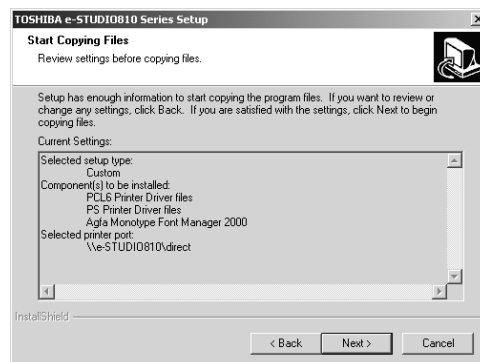 TOSHIBA e-STUDIO810 Series Setup
Start Copying Files
Review settings before copying files.
Setup has enough information to start copying the program files. If you want to review or
change any settings, click Back. If you are satisfied with the settings, click Next to begin
copying files.
Current Settings:
Selected setup type:
Custom
Component(s) to be installed:
PCL6 Printer Driver files
PS Printer Driver files
Agfa Monotype Font Manager 2000
Selected printer port:
\\e-STUDIO810\direct
InstallShield
< Back
Next >
Cancel